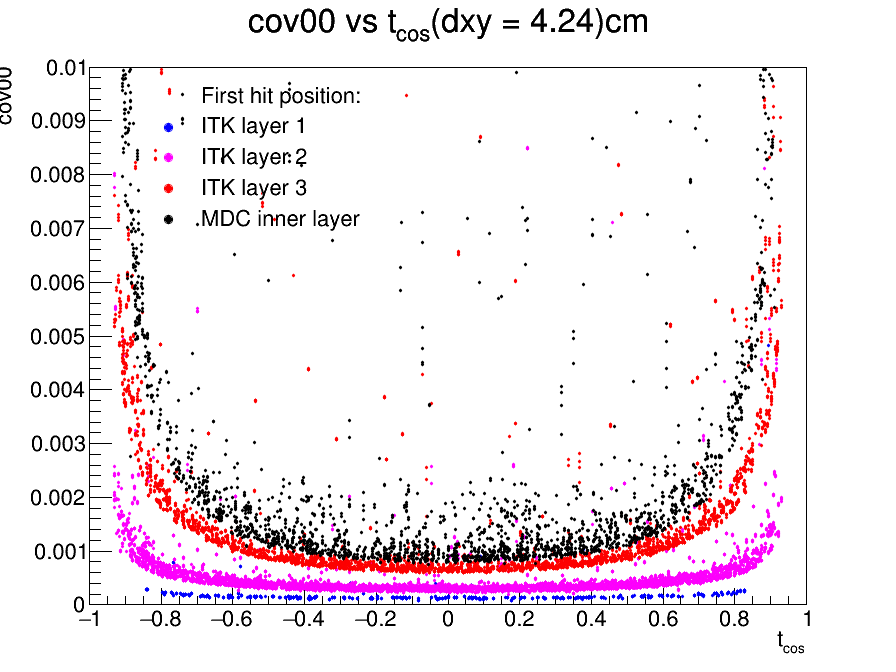 cov00 vs t_cos(dxy = 4.24)cm
cov00
0.01
0.009
0.008
0.007
0.006
0.005
0.004
0.003
0.002
0.001
0
First hit position:
ITK layer 1
ITK layer 2
ITK layer 3
MDC inner layer
−1 −0.8 −0.6 −0.4 −0.2 0 0.2 0.4 0.6 0.8 1
t_cos